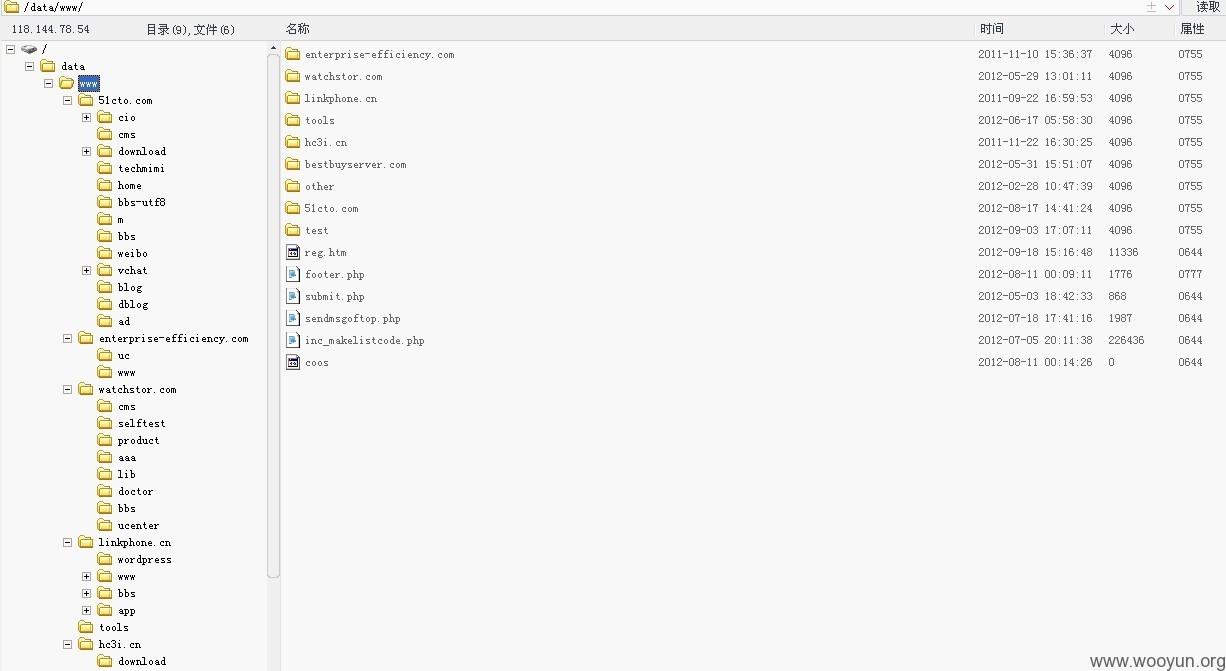 /data/www/ 读取
118.144.78.54 目录(9),文件(6) 名称 时间 大小 属性
/
data
www
51cto.com
cio
cms
download
techmimi
home
bbs-utf8
m
bbs
weibo
vchat
blog
dblog
ad
enterprise-efficiency.com
uc
www
watchstor.com
cms
selftest
product
aaa
lib
doctor
bbs
ucenter
linkphone.cn
wordpress
www
bbs
app
tools
hc3i.cn
download
enterprise-efficiency.com 2011-11-10 15:36:37 4096 0755
watchstor.com 2012-05-29 13:01:11 4096 0755
linkphone.cn 2011-09-22 16:59:53 4096 0755
tools 2012-06-17 05:58:30 4096 0755
hc3i.cn 2011-11-22 16:30:25 4096 0755
bestbuyserver.com 2012-05-31 15:51:07 4096 0755
other 2012-02-28 10:47:39 4096 0755
51cto.com 2012-08-17 14:41:24 4096 0755
test 2012-09-03 17:07:11 4096 0755
reg.htm 2012-09-18 15:16:48 11336 0644
footer.php 2012-08-11 00:09:11 1776 0777
submit.php 2012-05-03 18:42:33 868 0644
sendmsgoftop.php 2012-07-18 17:41:16 1987 0644
inc_makelistcode.php 2012-07-05 20:11:38 226436 0644
coos 2012-08-11 00:14:26 0 0644
www.wooyun.org